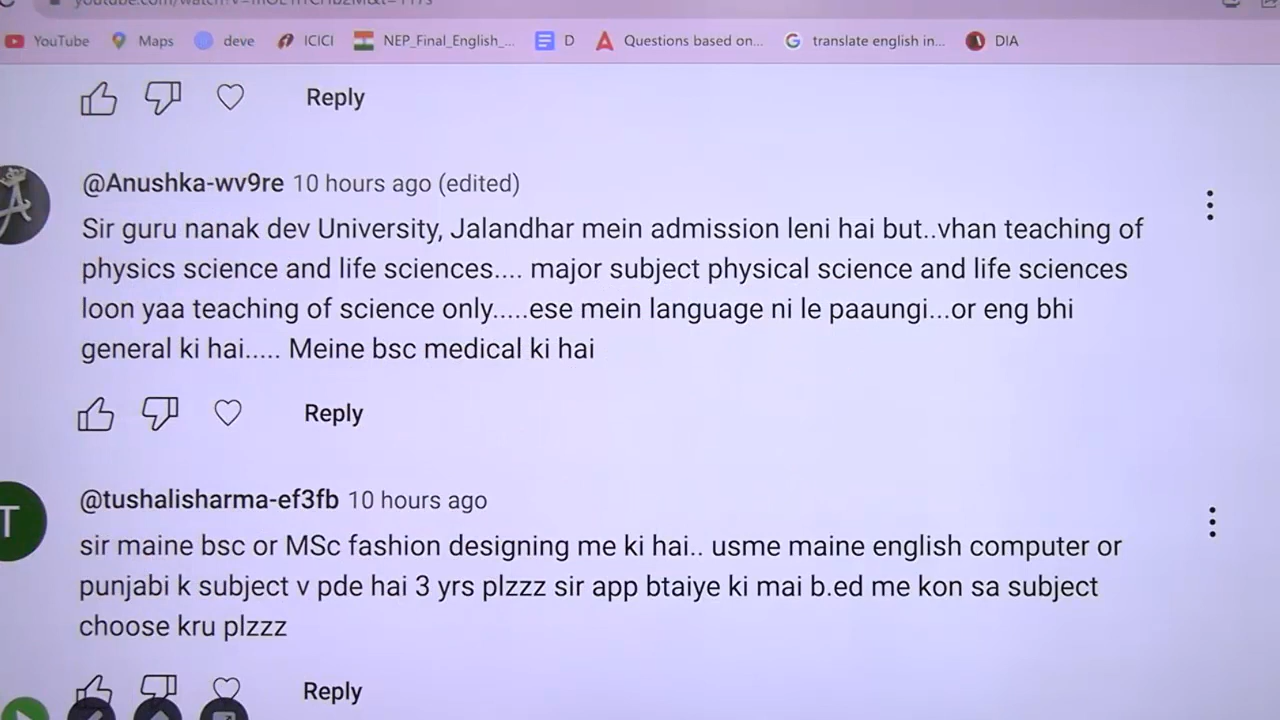 YouTube Maps deve ICICI NEP_Final_English_... D Questions based on... translate english in... DIA
Reply
@Anushka-wv9re 10 hours ago (edited)
Sir guru nanak dev University, Jalandhar mein admission leni hai but..vhan teaching of
physics science and life sciences.... major subject physical science and life sciences
loon yaa teaching of science only.....ese mein language ni le paaungi...or eng bhi
general ki hai..... Meine bsc medical ki hai
Reply
T
@tushalisharma-ef3fb 10 hours ago
sir maine bsc or MSc fashion designing me ki hai.. usme maine english computer or
punjabi k subject v pde hai 3 yrs plzzz sir app btaiye ki mai b.ed me kon sa subject
choose kru plzzz
Reply